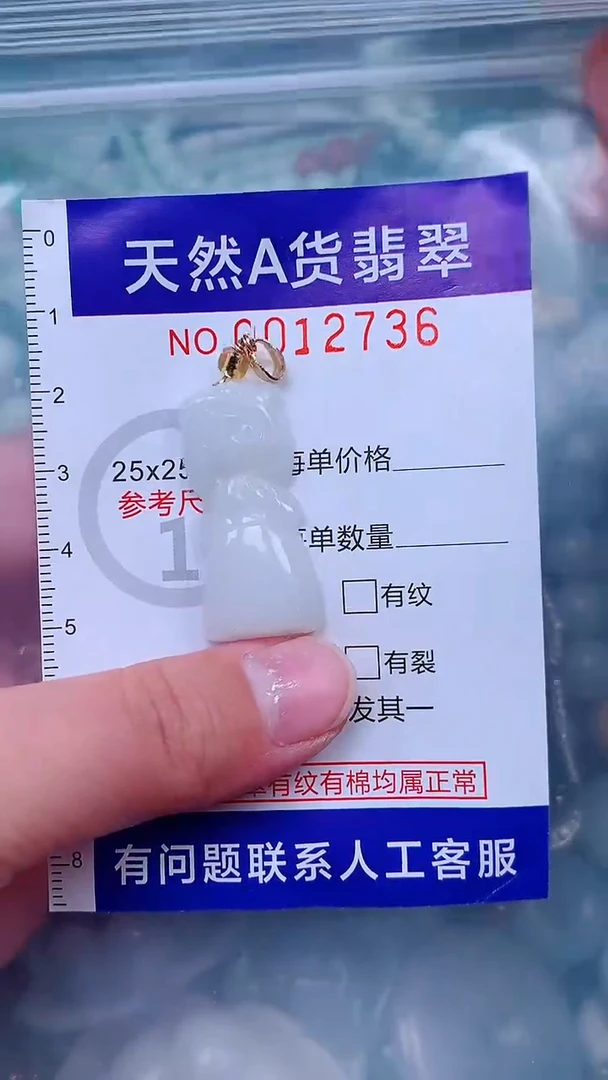 天然A货翡翠
NO 0012736
0
1
2
3
4
5
8
25x25
每单价格
参考尺
1
单数量
有纹
有裂
发其一
有纹有棉均属正常
有问题联系人工客服